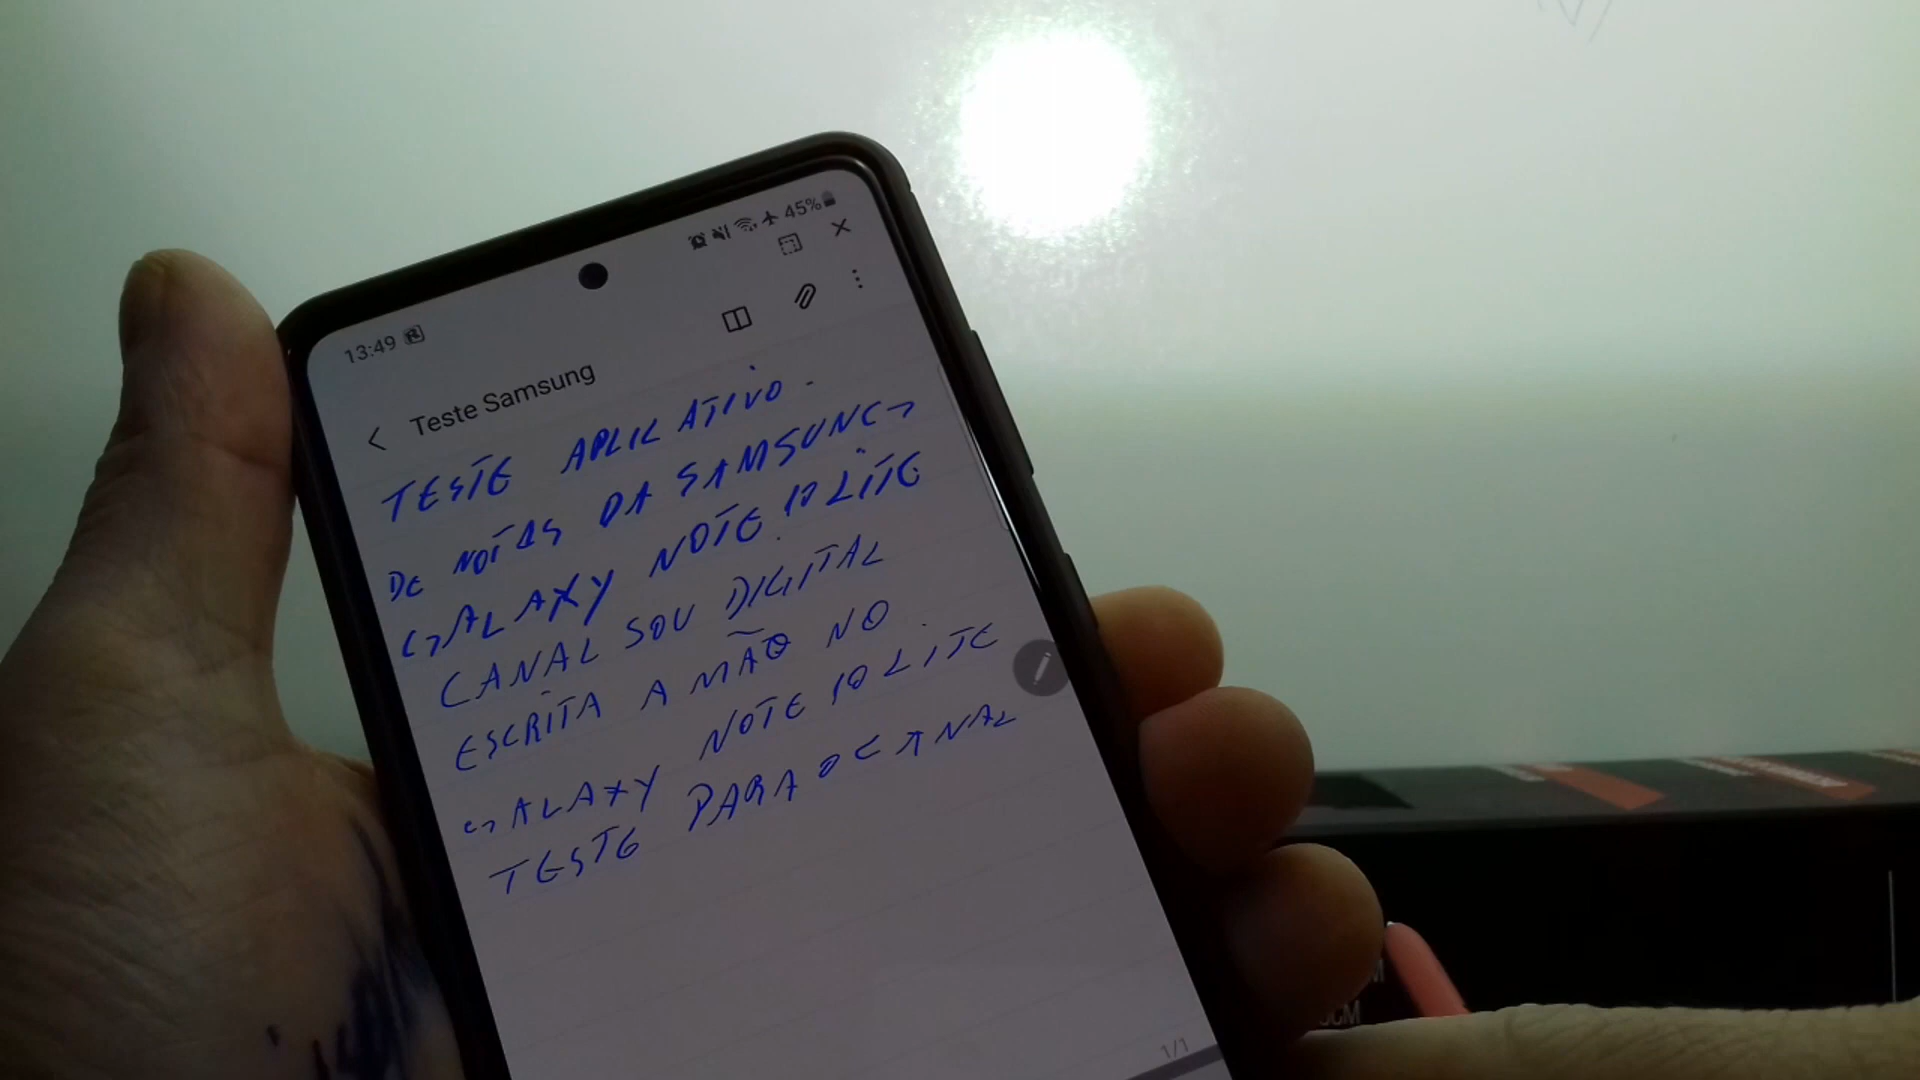 45%
13:49
Teste Samsung
TESTE APLICATIVO.
DE NOTAS DA SAMSUNG
GALAXY NOTE 10 LITE
CANAL SOU DIGITAL
ESCRITA A MÃO NO
GALAXY NOTE 10 LITE
TESTE PARA O CANAL
1/1